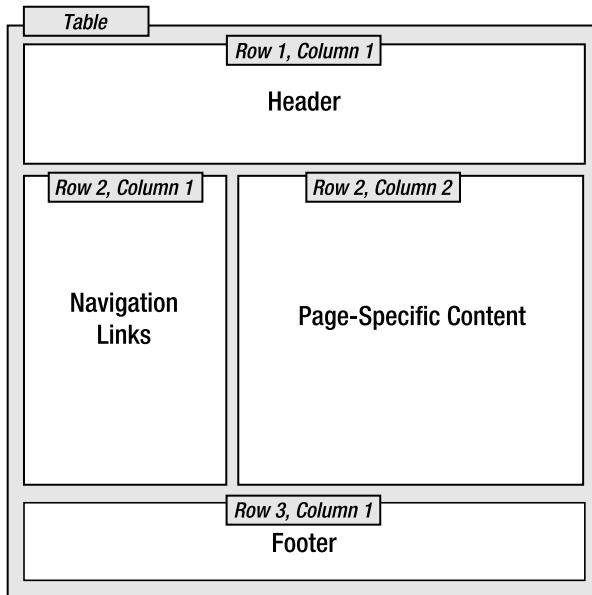 Table
Row 1, Column 1
Header
Row 2, Column 1
Row 2, Column 2
Navigation
Links
Page-Specific Content
Row 3, Column 1
Footer